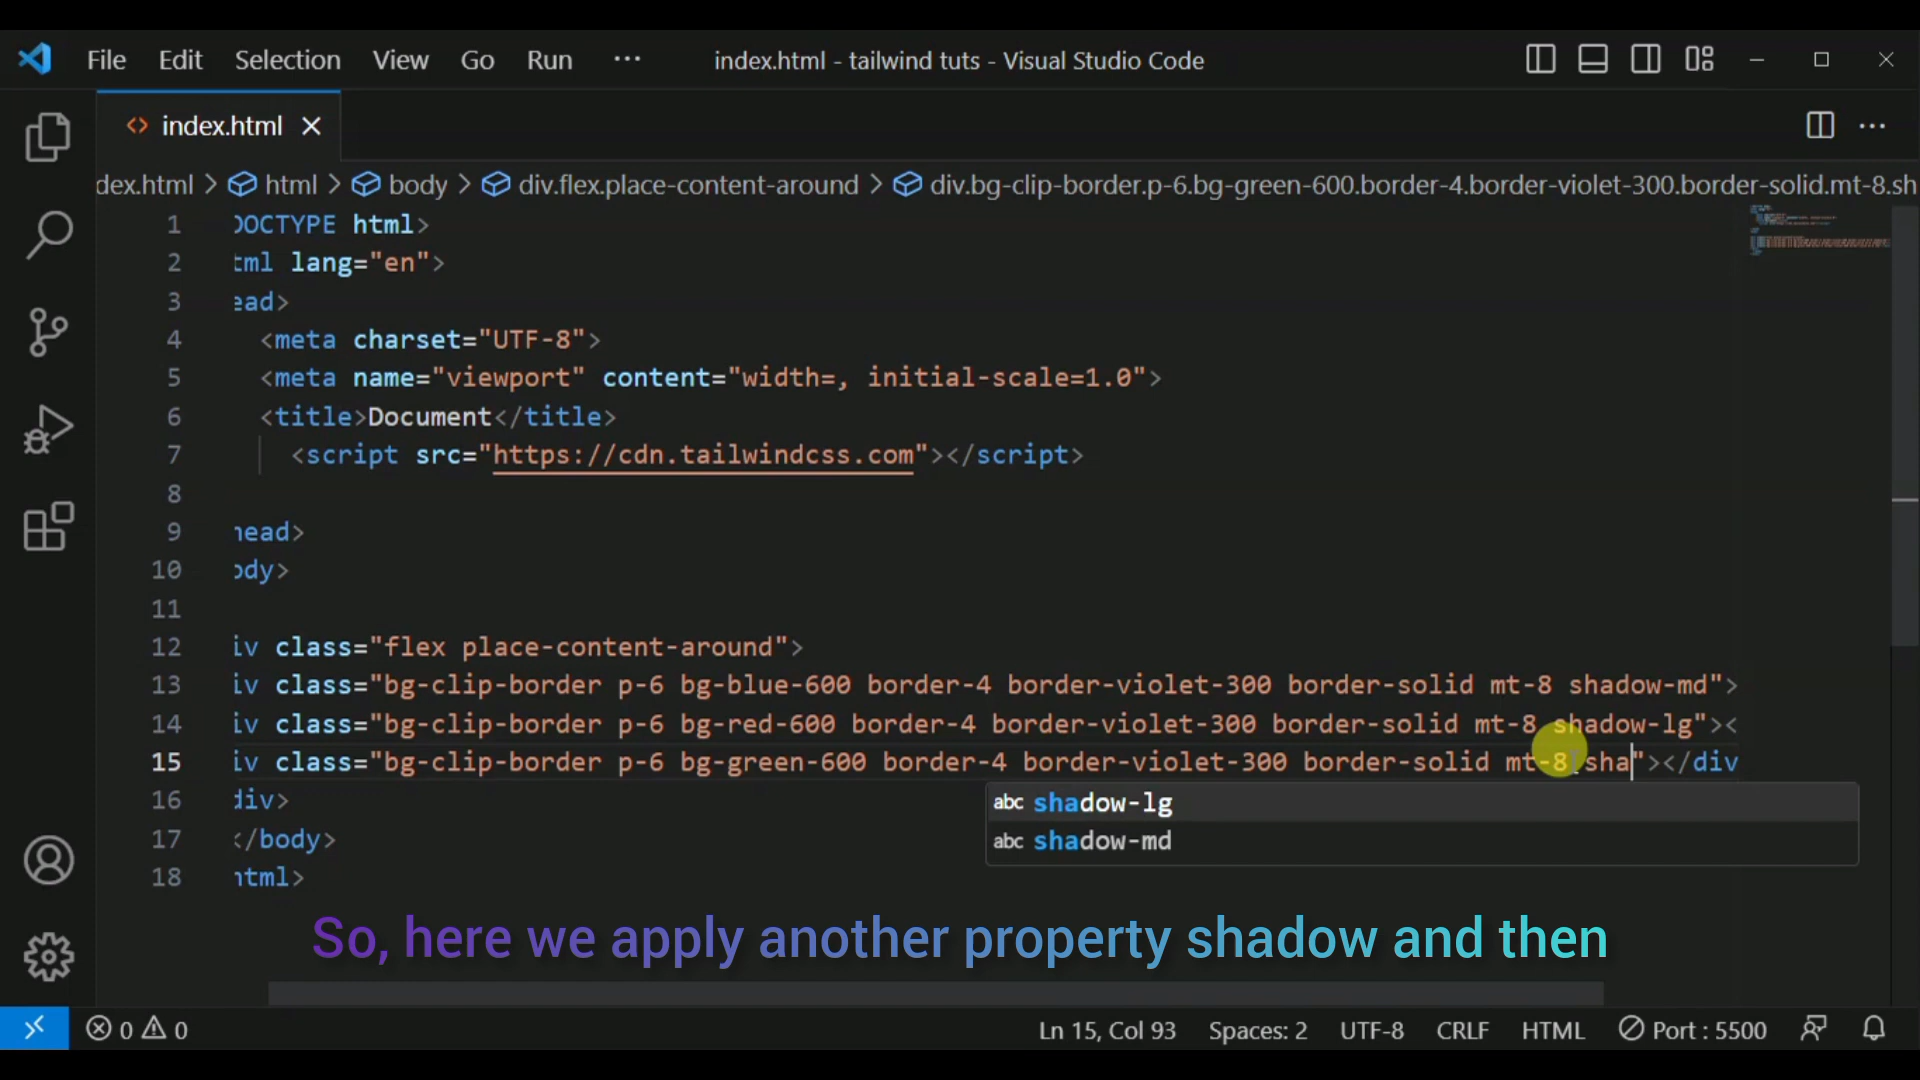 File Edit Selection View Go Run ··· index.html - tailwind tuts - Visual Studio Code
index.html
dex.html > html > body > div.flex.place-content-around > div.bg-clip-border.p-6.bg-green-600.border-4.border-violet-300.border-solid.mt-8.sh
1 DOCTYPE html>
2 tml lang="en">
3 ead>
4 <meta charset="UTF-8">
5 <meta name="viewport" content="width=, initial-scale=1.0">
6 <title>Document</title>
7 <script src="https://cdn.tailwindcss.com"></script>
8
9 head>
10 ody>
11
12 iv class="flex place-content-around">
13 iv class="bg-clip-border p-6 bg-blue-600 border-4 border-violet-300 border-solid mt-8 shadow-md">
14 iv class="bg-clip-border p-6 bg-red-600 border-4 border-violet-300 border-solid mt-8 shadow-lg"><
15 iv class="bg-clip-border p-6 bg-green-600 border-4 border-violet-300 border-solid mt-8 sha"></div
16 div>
abc shadow-lg
abc shadow-md
17 </body>
18 html>
So, here we apply another property shadow and then
0 0 Ln 15, Col 93 Spaces: 2 UTF-8 CRLF HTML Port : 5500